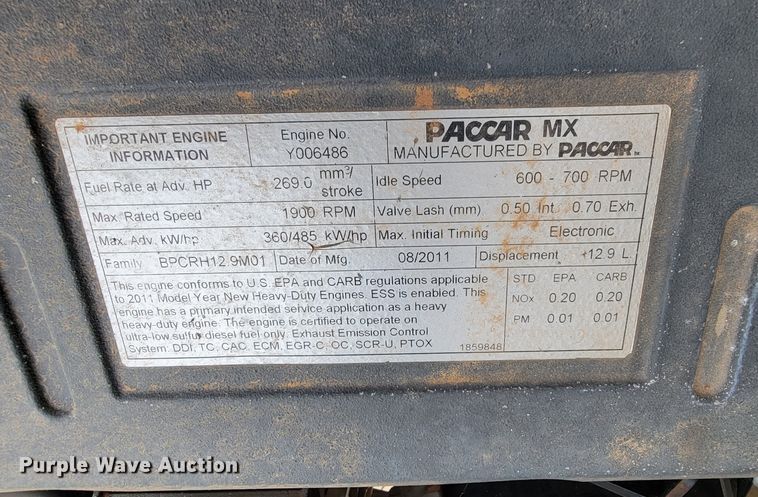 IMPORTANT ENGINE
INFORMATION
Engine No.
Y006486
PACCAR MX
MANUFACTURED BY PACCAR
Fuel Rate at Adv. HP 269.0 mm³/
stroke
Idle Speed 600 - 700 RPM
Max. Rated Speed 1900 RPM
Valve Lash (mm) 0.50 Int. 0.70 Exh.
Max. Adv. kW/hp 360/485 kW/hp
Max. Initial Timing Electronic
Family BPCRH12.9M01 Date of Mfg. 08/2011 Displacement 12.9 L.
This engine conforms to U.S. EPA and CARB regulations applicable
to 2011 Model Year New Heavy-Duty Engines. ESS is enabled. This
engine has a primary intended service application as a heavy
heavy-duty engine. The engine is certified to operate on
ultra-low sulfur diesel fuel only. Exhaust Emission Control
System: DDI, TC, CAC, ECM, EGR-C, OC, SCR-U, PTOX
1859848
STD EPA CARB
NOx 0.20 0.20
PM 0.01 0.01
Purple Wave Auction